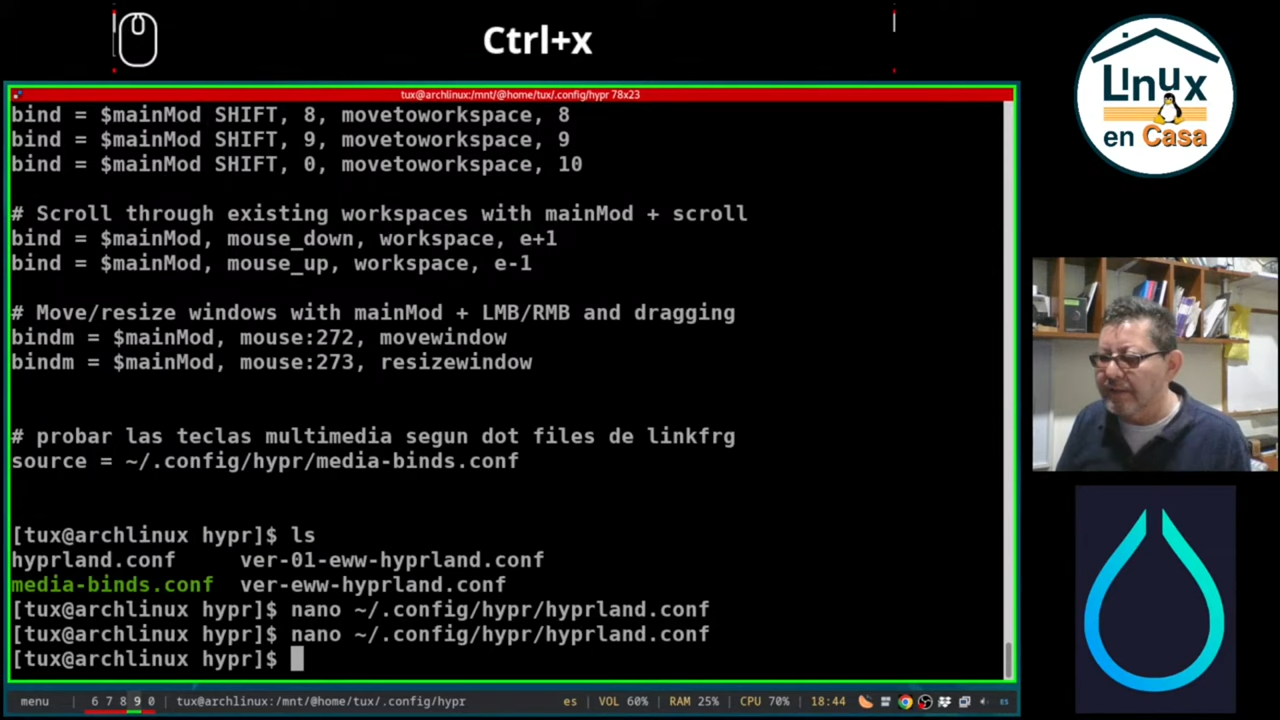 Ctrl+x
Linux
en Casa
tux@archlinux:/mnt/@home/tux/.config/hypr 78x23
bind = $mainMod SHIFT, 8, movetoworkspace, 8
bind = $mainMod SHIFT, 9, movetoworkspace, 9
bind = $mainMod SHIFT, 0, movetoworkspace, 10
# Scroll through existing workspaces with mainMod + scroll
bind = $mainMod, mouse_down, workspace, e+1
bind = $mainMod, mouse_up, workspace, e-1
# Move/resize windows with mainMod + LMB/RMB and dragging
bindm = $mainMod, mouse:272, movewindow
bindm = $mainMod, mouse:273, resizewindow
# probar las teclas multimedia segun dot files de linkfrg
source = ~/.config/hypr/media-binds.conf
[tux@archlinux hypr]$ ls
hyprland.conf ver-01-eww-hyprland.conf
media-binds.conf ver-eww-hyprland.conf
[tux@archlinux hypr]$ nano ~/.config/hypr/hyprland.conf
[tux@archlinux hypr]$ nano ~/.config/hypr/hyprland.conf
[tux@archlinux hypr]$
menu 6 7 8 9 0 tux@archlinux:/mnt/@home/tux/.config/hypr es VOL 60% RAM 25% CPU 70% 18:44 ES